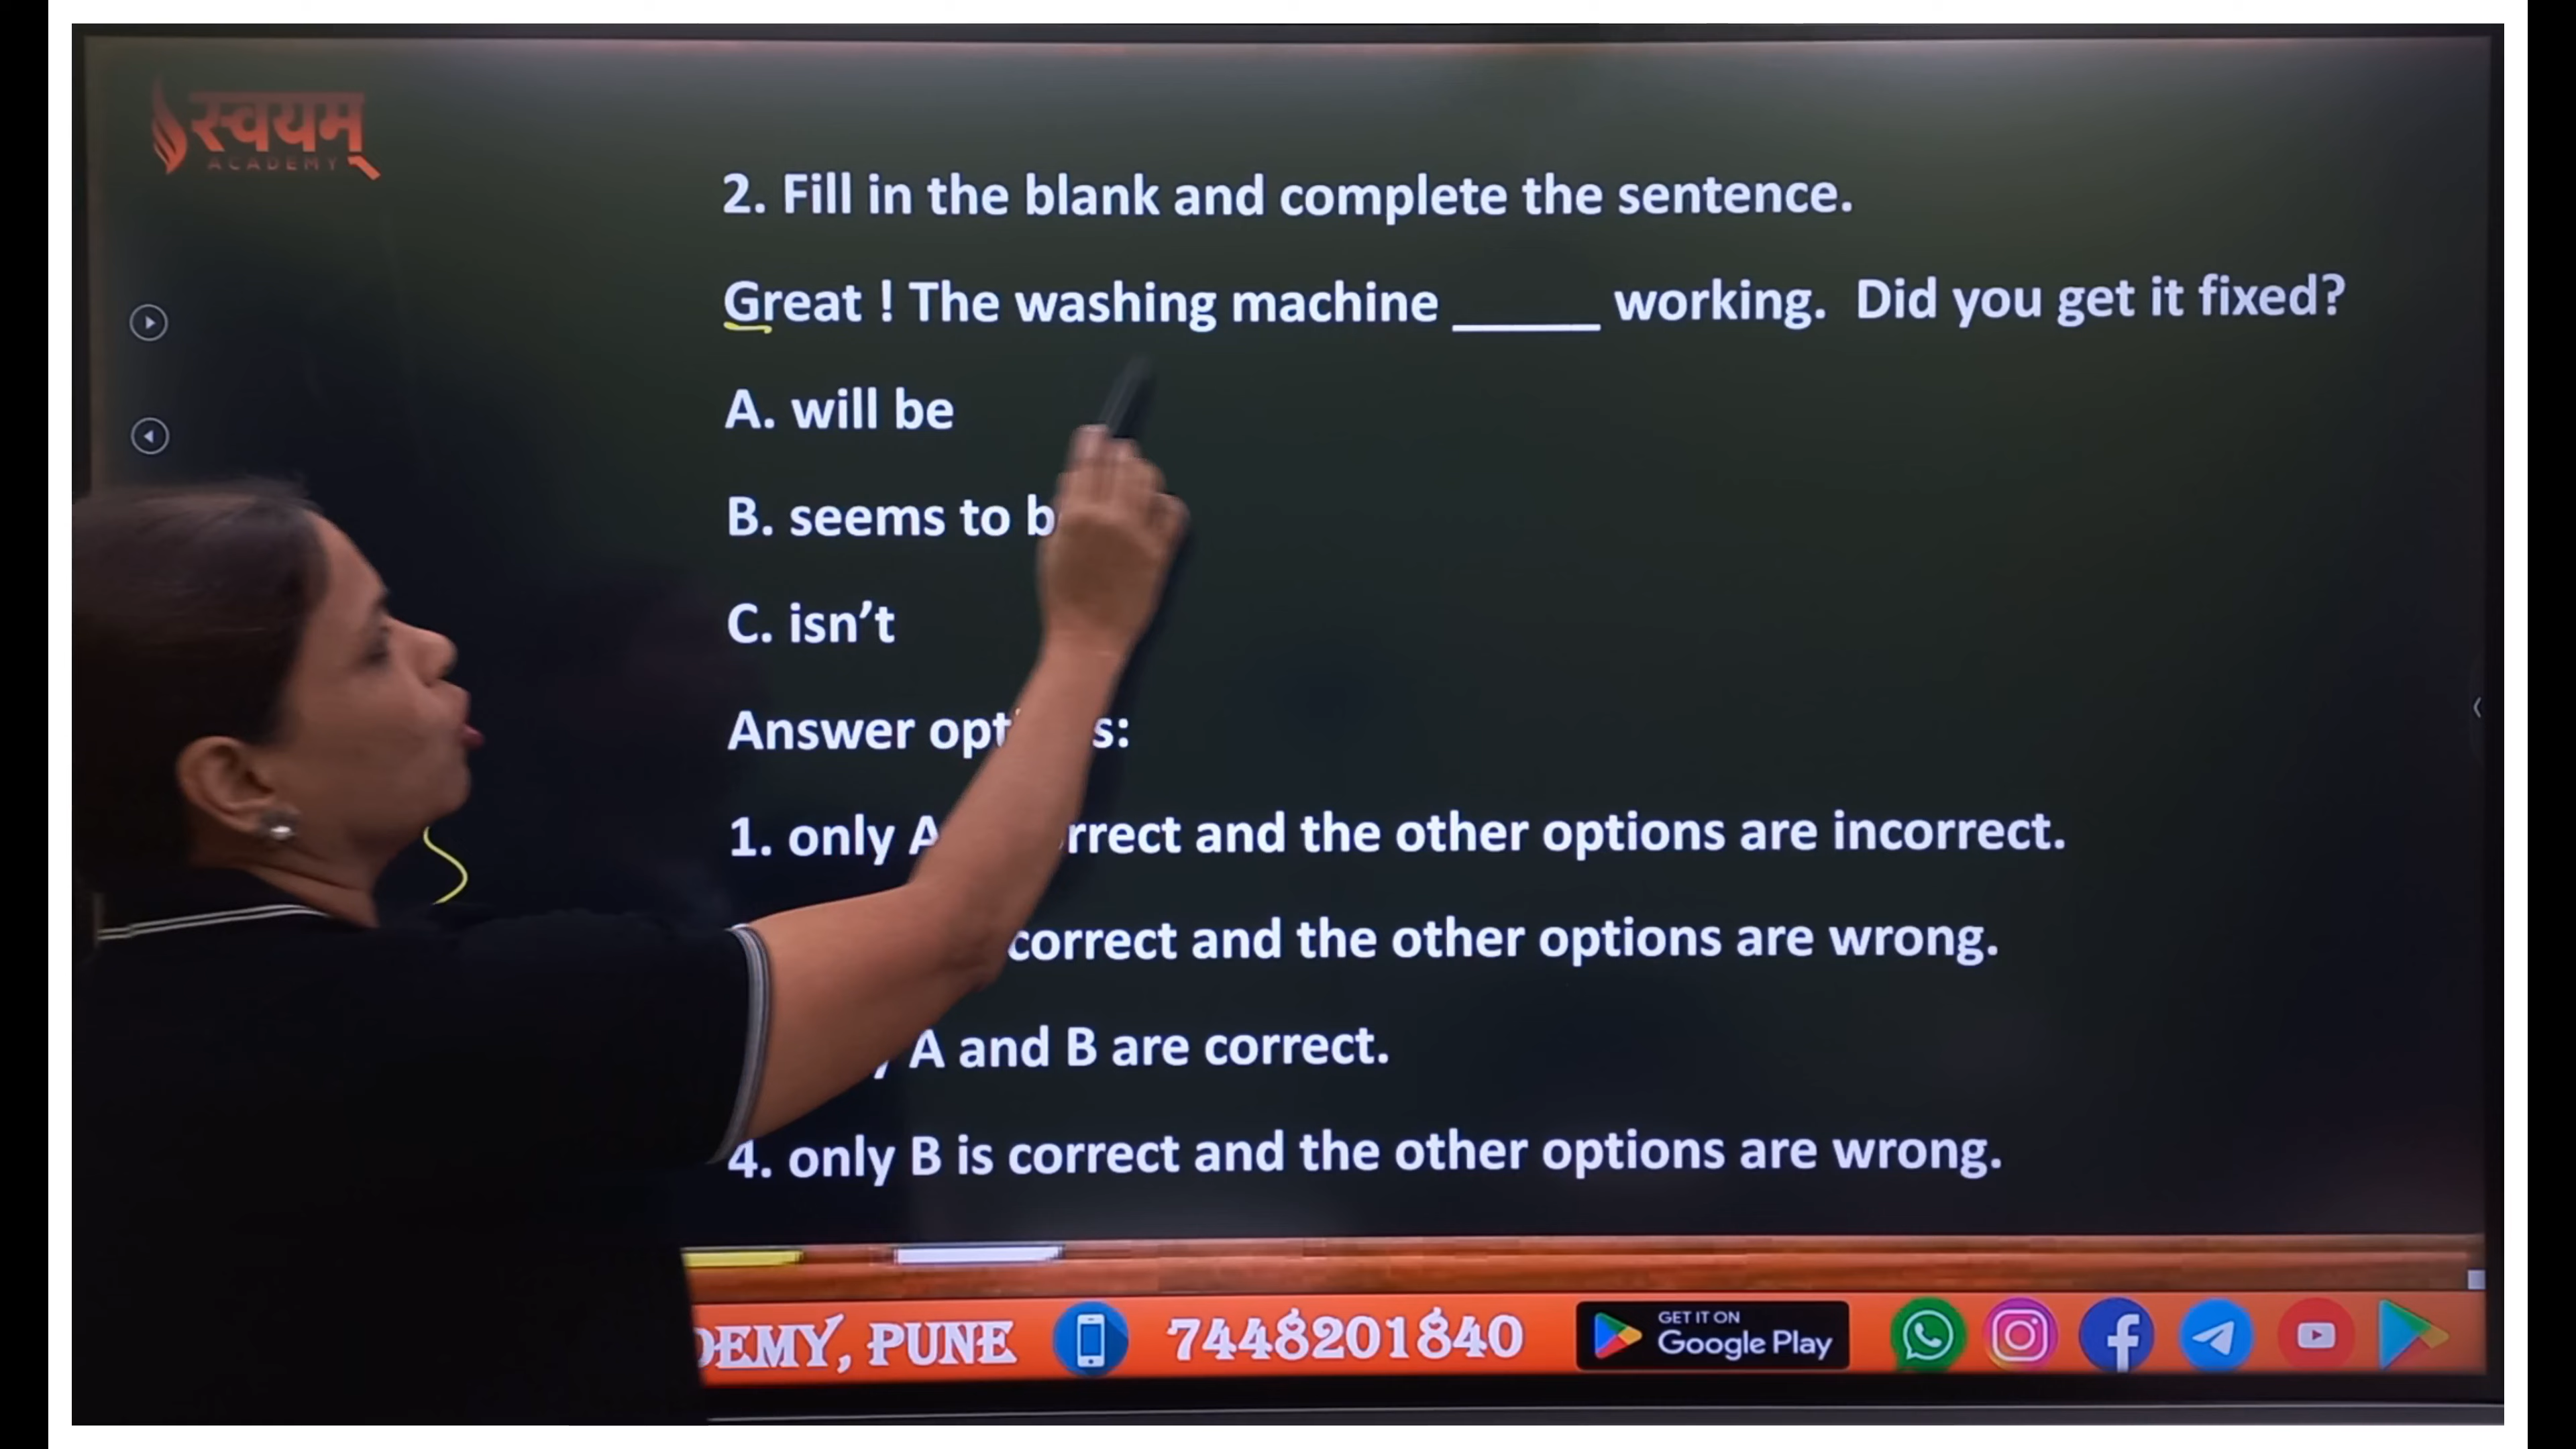 स्वयम्
ACADEMY
2. Fill in the blank and complete the sentence.
Great ! The washing machine _____ working. Did you get it fixed?
A. will be
B. seems to b
C. isn’t
Answer opt s:
1. only A rrect and the other options are incorrect.
correct and the other options are wrong.
A and B are correct.
4. only B is correct and the other options are wrong.
DEMY, PUNE 7448201840 GET IT ON Google Play